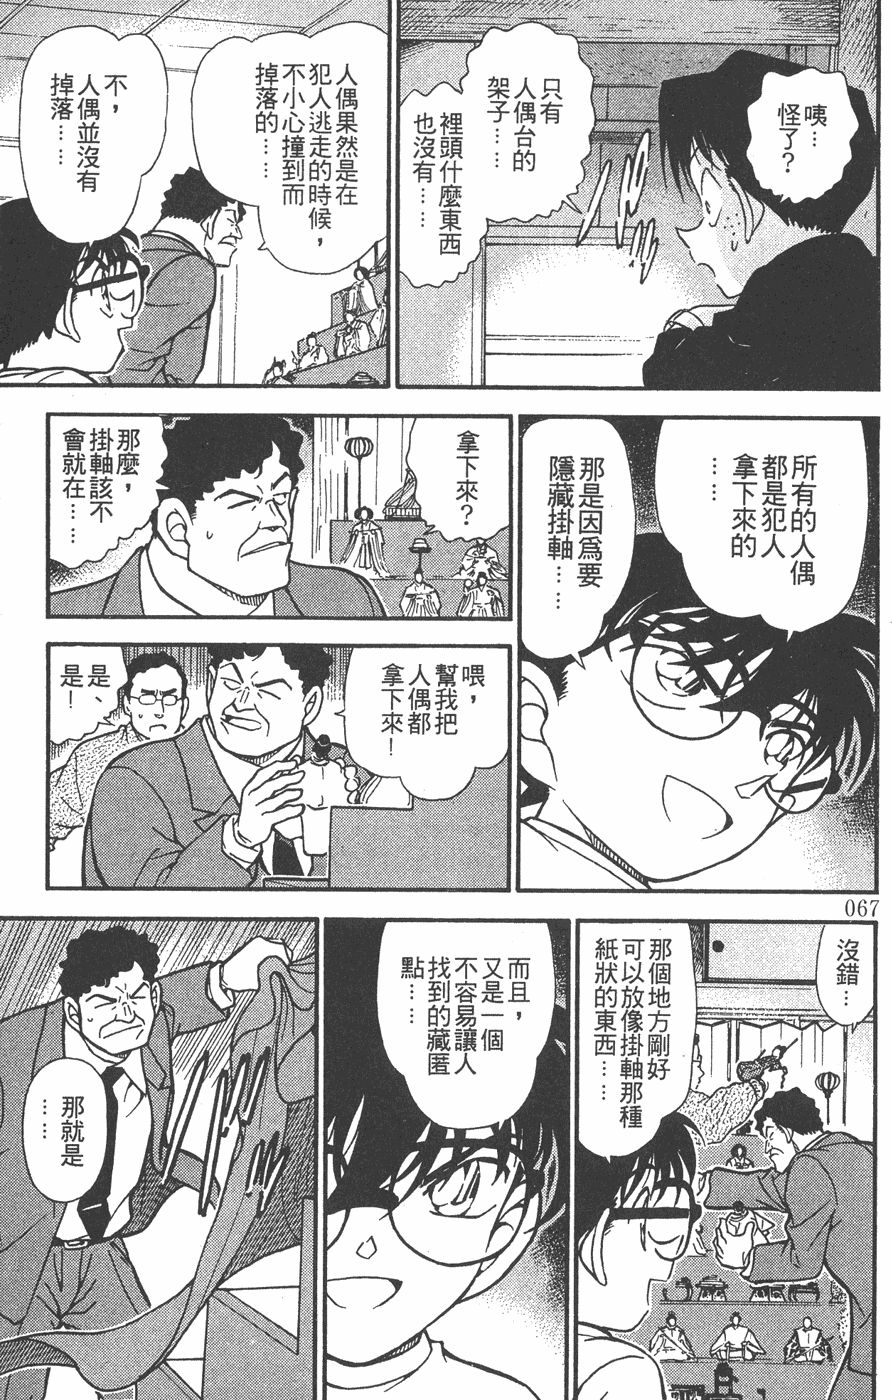 咦…
怪了？
只有
人偶台的
架子……
裡頭什麼東西
也沒有……
人偶果然是在
犯人逃走的時候，
不小心撞到而
掉落的……
不，
人偶並沒有
掉落……
所有的人偶
都是犯人
拿下來的
……
那是因為要
隱藏掛軸……
拿下來？
那麼，
掛軸該不
會就在……
喂，
幫我把
人偶都
拿下來！
是、
是！
沒錯…
那個地方剛好
可以放像掛軸那種
紙狀的東西……
而且，
又是一個
不容易讓人
找到的藏匿
點……
那就是
……
067